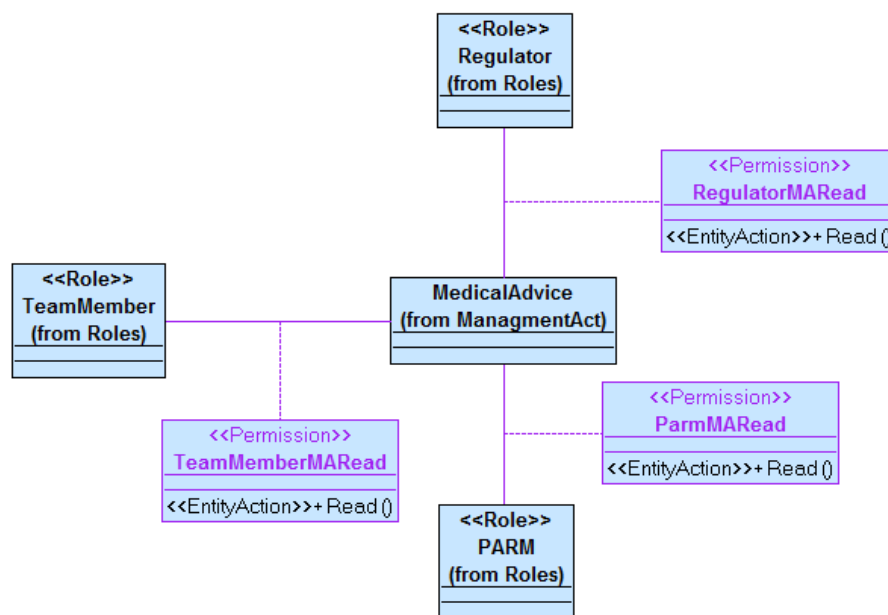 <<Role>>
Regulator
(from Roles)
<<Permission>>
RegulatorMARead
<<EntityAction>>+ Read ()
<<Role>>
TeamMember
(from Roles)
MedicalAdvice
(from ManagmentAct)
<<Permission>>
ParmMARead
<<EntityAction>>+ Read ()
<<Permission>>
TeamMemberMARead
<<EntityAction>>+ Read ()
<<Role>>
PARM
(from Roles)